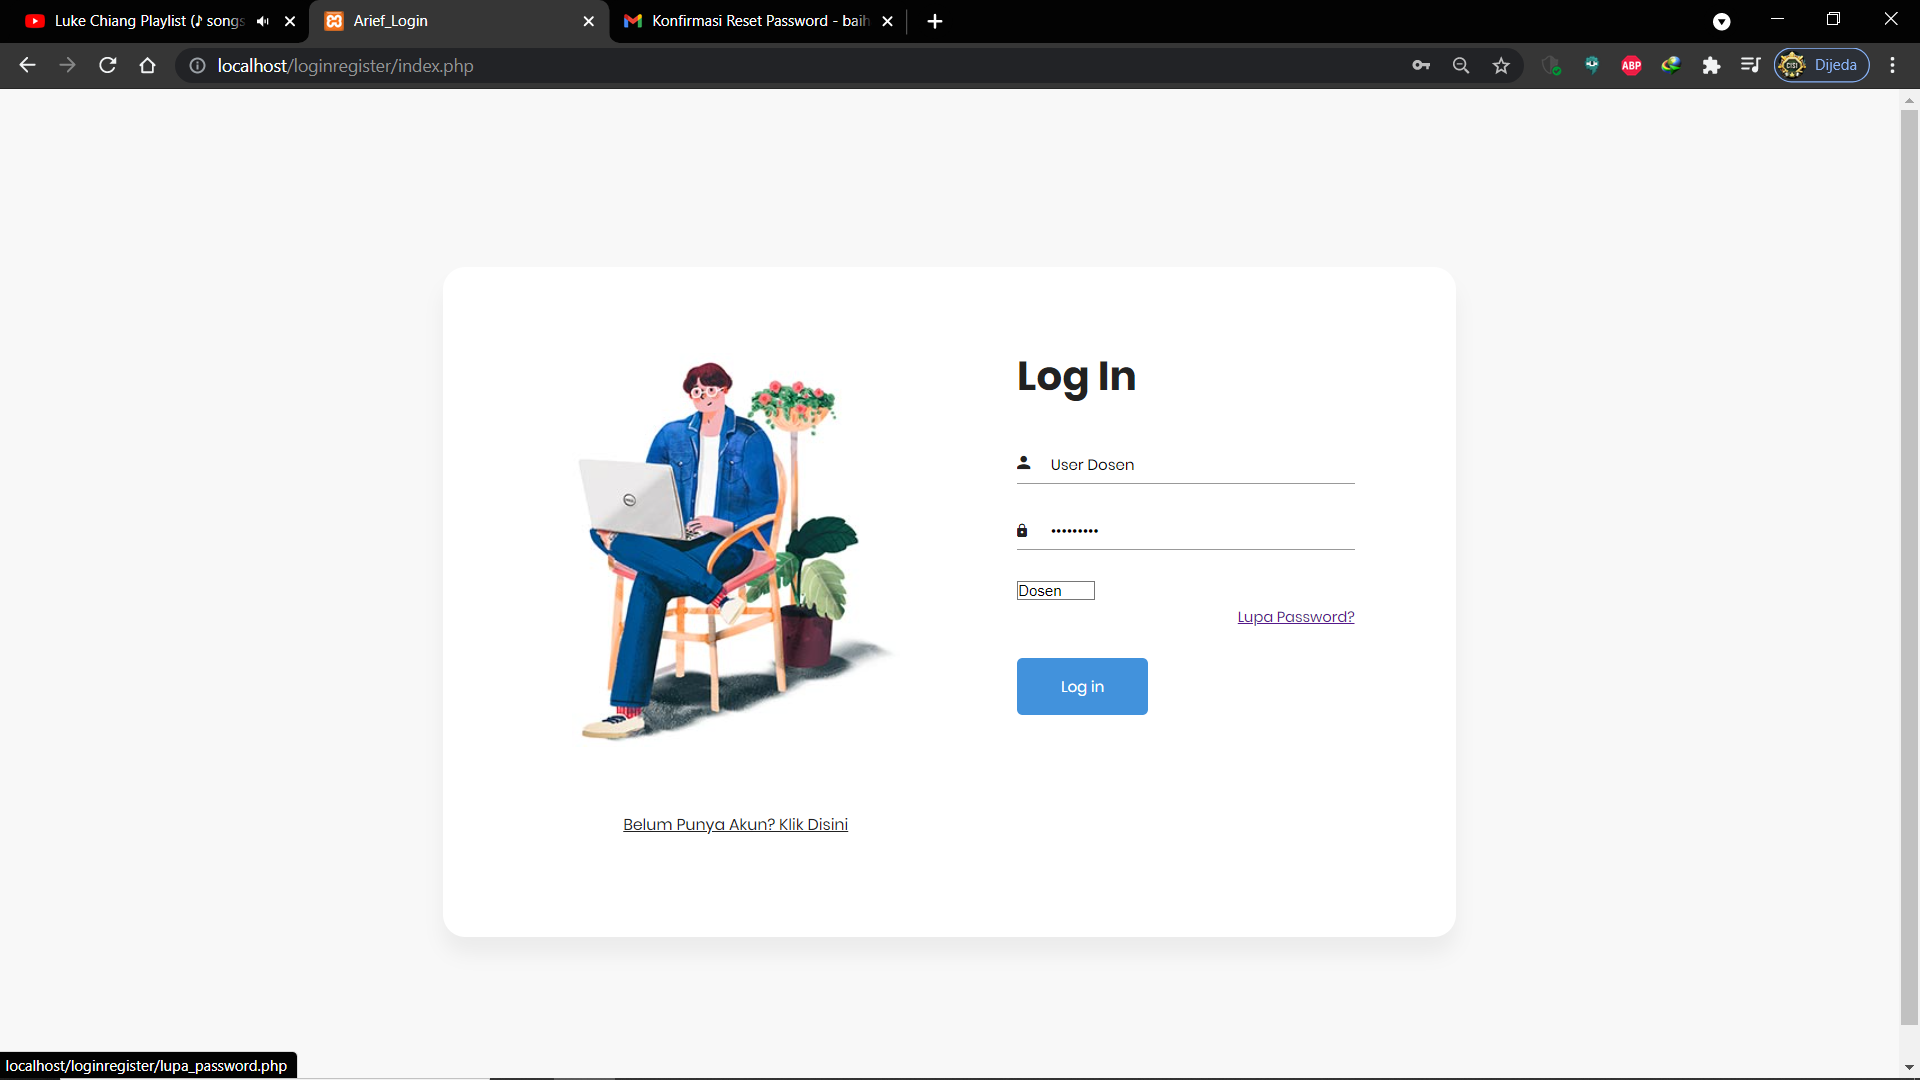 Luke Chiang Playlist (♪ songs
Arief_Login
Konfirmasi Reset Password - baih
localhost/loginregister/index.php
ABP
Dijeda
Log In
User Dosen
•••••••••
Dosen
Lupa Password?
Log in
Belum Punya Akun? Klik Disini
localhost/loginregister/lupa_password.php